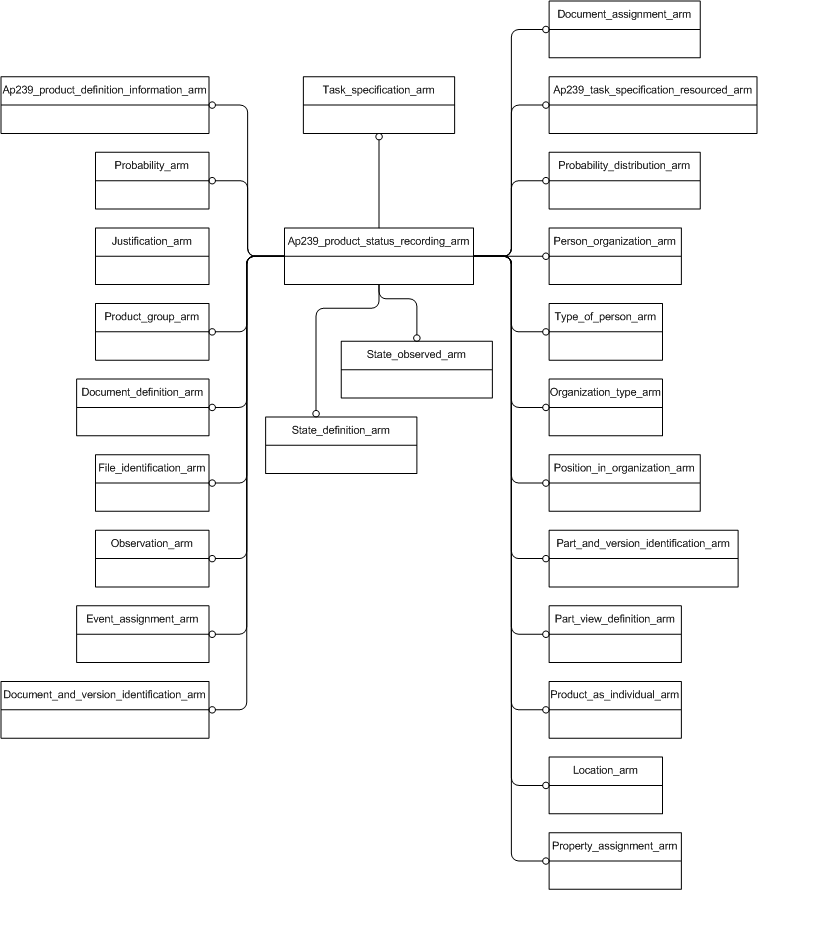 Document_assignment_arm
Ap239_product_definition_information_arm
Task_specification_arm
Ap239_task_specification_resourced_arm
Probability_arm
Probability_distribution_arm
Justification_arm
Ap239_product_status_recording_arm
Person_organization_arm
Product_group_arm
Type_of_person_arm
State_observed_arm
Document_definition_arm
Organization_type_arm
State_definition_arm
File_identification_arm
Position_in_organization_arm
Observation_arm
Part_and_version_identification_arm
Event_assignment_arm
Part_view_definition_arm
Document_and_version_identification_arm
Product_as_individual_arm
Location_arm
Property_assignment_arm